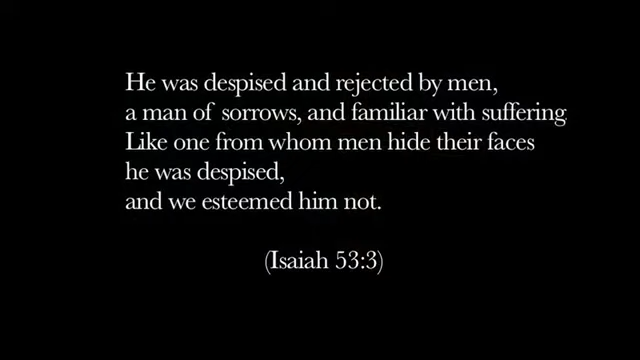 He was despised and rejected by men,
a man of sorrows, and familiar with suffering
Like one from whom men hide their faces
he was despised,
and we esteemed him not.
(Isaiah 53:3)